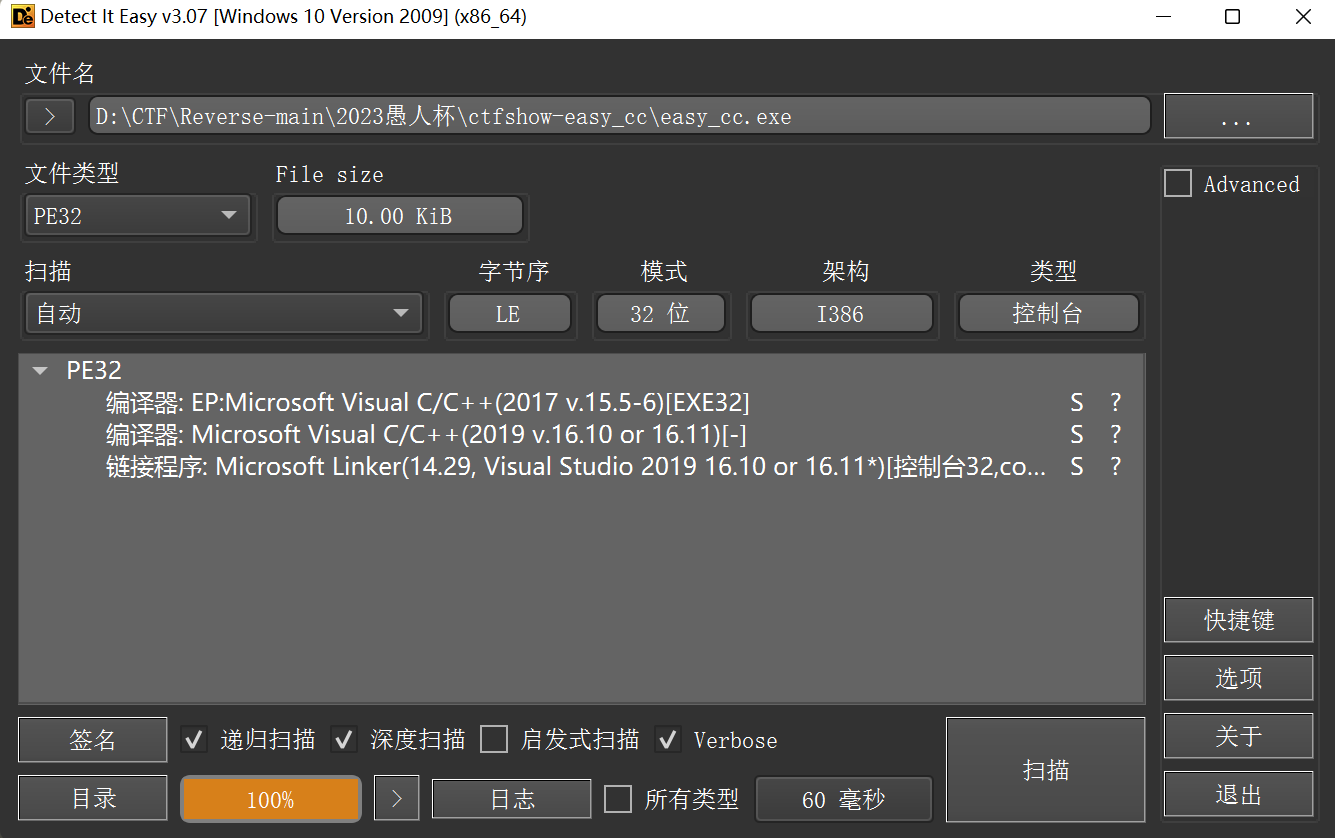 Detect It Easy v3.07 [Windows 10 Version 2009] (x86_64)
文件名
> D:\CTF\Reverse-main\2023愚人杯\ctfshow-easy_cc\easy_cc.exe ...
文件类型 File size
Advanced
PE32 10.00 KiB
扫描 字节序 模式 架构 类型
自动 LE 32 位 I386 控制台
PE32
编译器: EP:Microsoft Visual C/C++(2017 v.15.5-6)[EXE32] S ?
编译器: Microsoft Visual C/C++(2019 v.16.10 or 16.11)[-] S ?
链接程序: Microsoft Linker(14.29, Visual Studio 2019 16.10 or 16.11*)[控制台32,co... S ?
快捷键
选项
关于
退出
签名 递归扫描 深度扫描 启发式扫描 Verbose
扫描
目录 100% > 日志 所有类型 60 毫秒